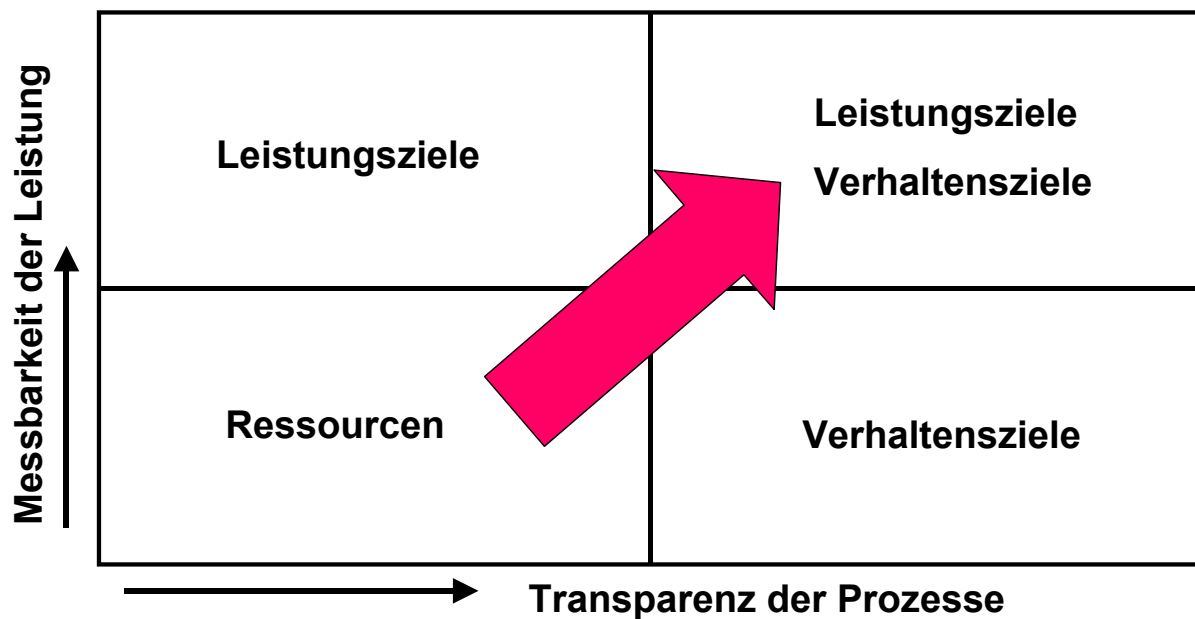 Messbarkeit der Leistung
Leistungsziele
Leistungsziele
Verhaltensziele
Ressourcen
Verhaltensziele
Transparenz der Prozesse